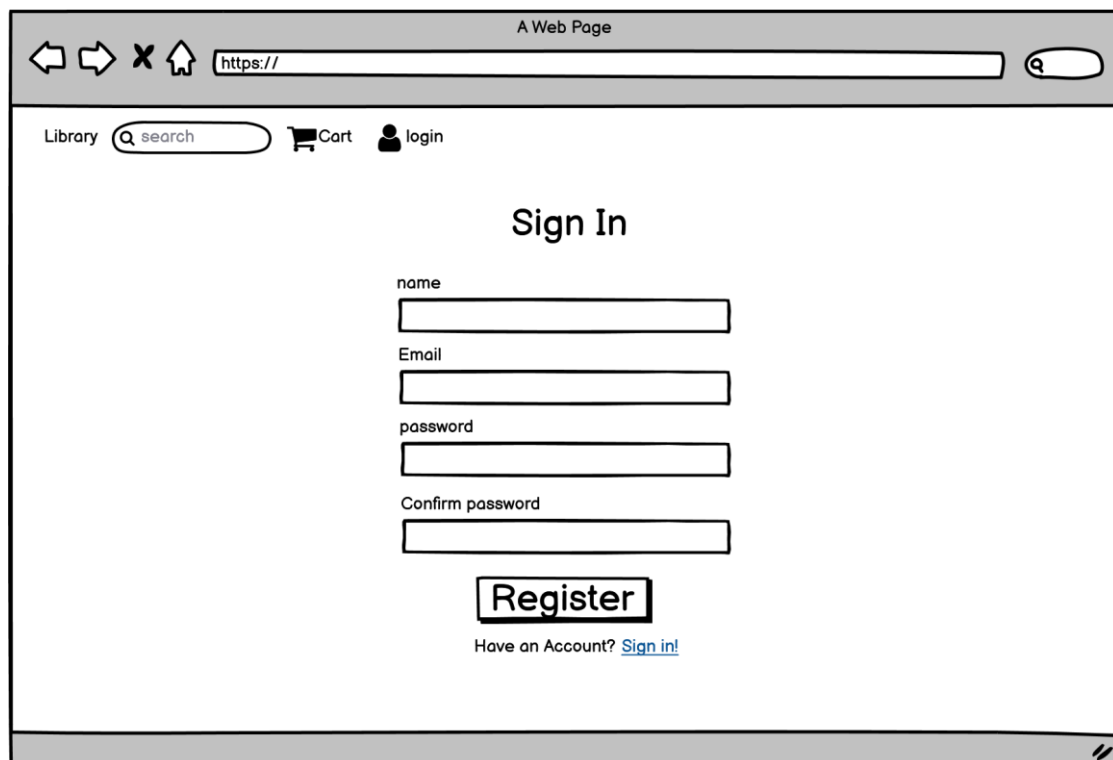 A Web Page
https://
Library search Cart login
Sign In
name
Email
password
Confirm password
Register
Have an Account? Sign in!